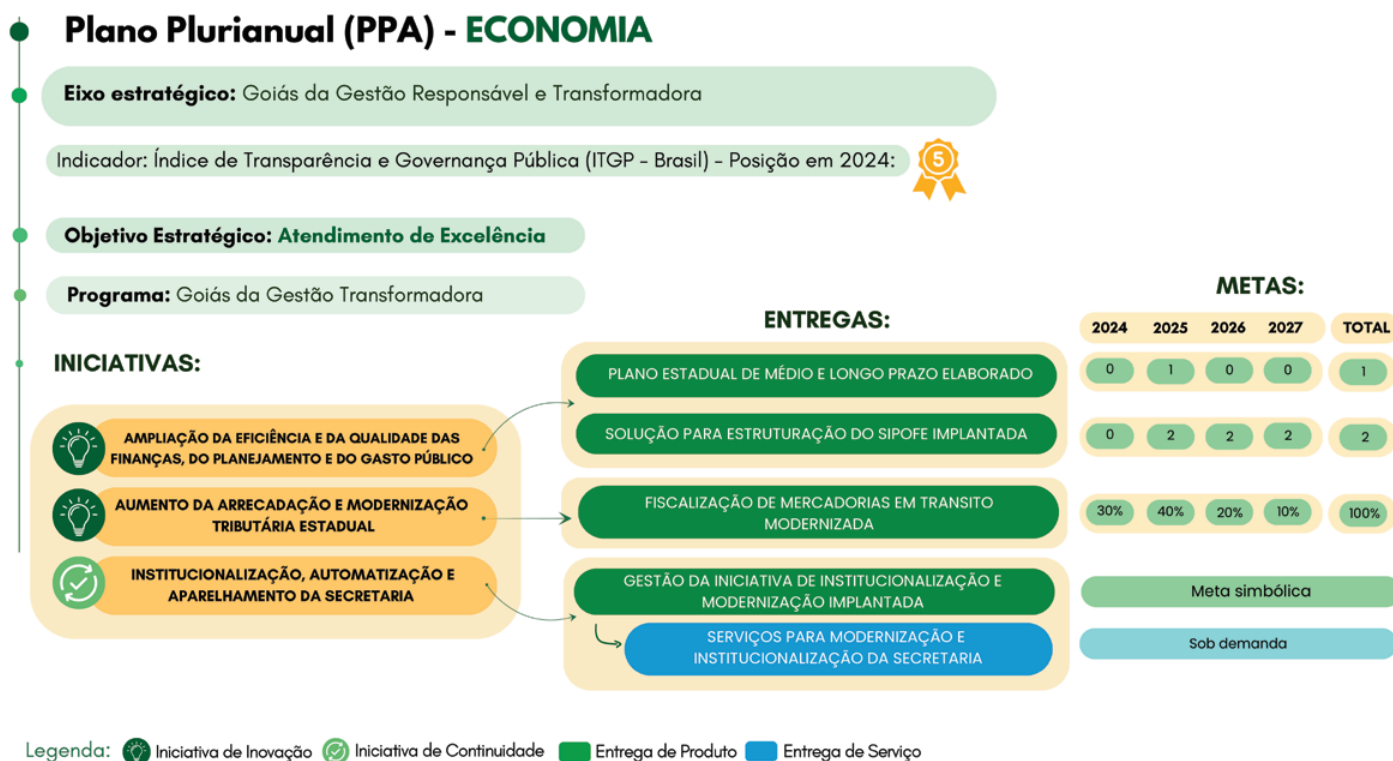 Plano Plurianual (PPA) - ECONOMIA
Eixo estratégico: Goiás da Gestão Responsável e Transformadora
Indicador: Índice de Transparência e Governança Pública (ITGP - Brasil) - Posição em 2024:
5
Objetivo Estratégico: Atendimento de Excelência
Programa: Goiás da Gestão Transformadora
INICIATIVAS:
AMPLIAÇÃO DA EFICIÊNCIA E DA QUALIDADE DAS
FINANÇAS, DO PLANEJAMENTO E DO GASTO PÚBLICO
AUMENTO DA ARRECADAÇÃO E MODERNIZAÇÃO
TRIBUTÁRIA ESTADUAL
INSTITUCIONALIZAÇÃO, AUTOMATIZAÇÃO E
APARELHAMENTO DA SECRETARIA
ENTREGAS:
PLANO ESTADUAL DE MÉDIO E LONGO PRAZO ELABORADO
SOLUÇÃO PARA ESTRUTURAÇÃO DO SIPOFE IMPLANTADA
FISCALIZAÇÃO DE MERCADORIAS EM TRANSITO
MODERNIZADA
GESTÃO DA INICIATIVA DE INSTITUCIONALIZAÇÃO E
MODERNIZAÇÃO IMPLANTADA
SERVIÇOS PARA MODERNIZAÇÃO E
INSTITUCIONALIZAÇÃO DA SECRETARIA
METAS:
2024 2025 2026 2027 TOTAL
0 1 0 0 1
0 2 2 2 2
30% 40% 20% 10% 100%
Meta simbólica
Sob demanda
Legenda: Iniciativa de Inovação Iniciativa de Continuidade Entrega de Produto Entrega de Serviço